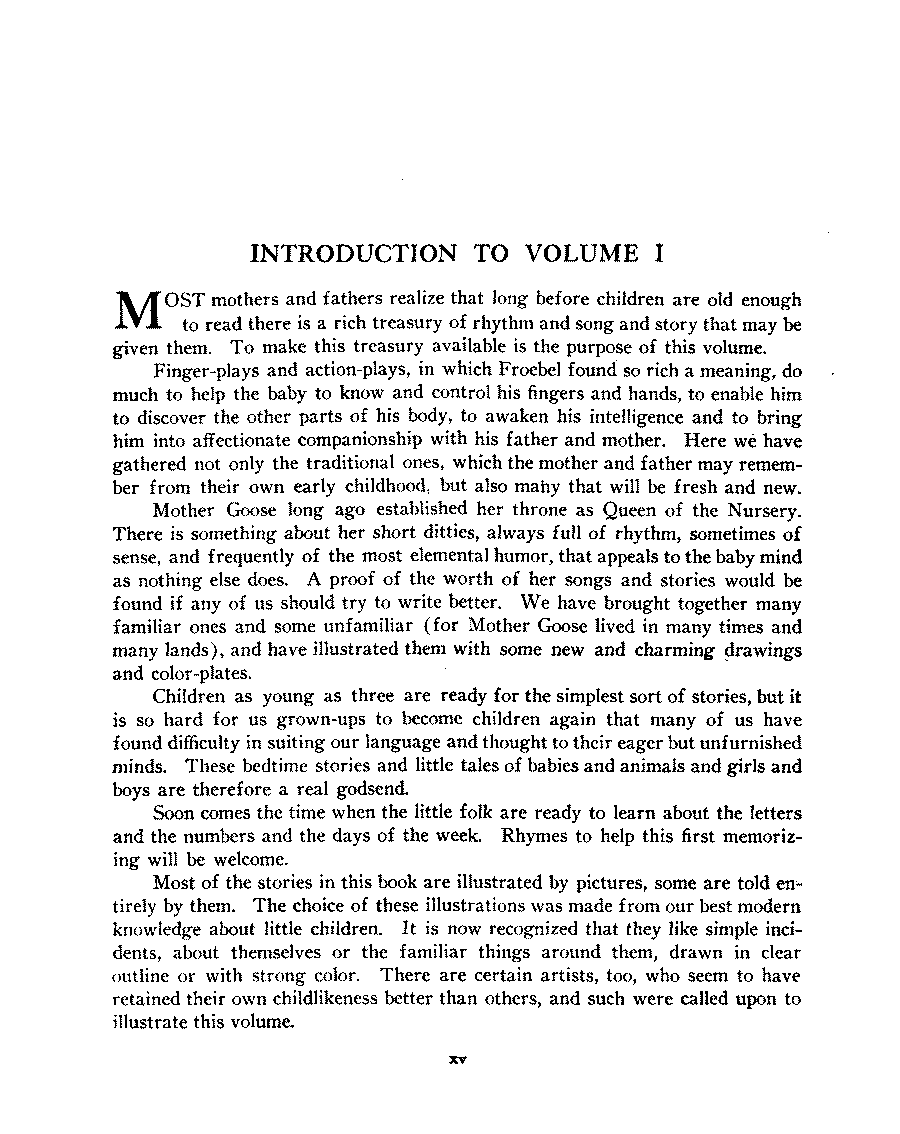 INTRODUCTION TO VOLUME I
MOST mothers and fathers realize that long before children are old enough
to read there is a rich treasury of rhythm and song and story that may be
given them. To make this treasury available is the purpose of this volume.
Finger-plays and action-plays, in which Froebel found so rich a meaning, do
much to help the baby to know and control his fingers and hands, to enable him
to discover the other parts of his body, to awaken his intelligence and to bring
him into affectionate companionship with his father and mother. Here we have
gathered not only the traditional ones, which the mother and father may remem-
ber from their own early childhood, but also many that will be fresh and new.
Mother Goose long ago established her throne as Queen of the Nursery.
There is something about her short ditties, always full of rhythm, sometimes of
sense, and frequently of the most elemental humor, that appeals to the baby mind
as nothing else does. A proof of the worth of her songs and stories would be
found if any of us should try to write better. We have brought together many
familiar ones and some unfamiliar (for Mother Goose lived in many times and
many lands), and have illustrated them with some new and charming drawings
and color-plates.
Children as young as three are ready for the simplest sort of stories, but it
is so hard for us grown-ups to become children again that many of us have
found difficulty in suiting our language and thought to their eager but unfurnished
minds. These bedtime stories and little tales of babies and animals and girls and
boys are therefore a real godsend.
Soon comes the time when the little folk are ready to learn about the letters
and the numbers and the days of the week. Rhymes to help this first memoriz-
ing will be welcome.
Most of the stories in this book are illustrated by pictures, some are told en-
tirely by them. The choice of these illustrations was made from our best modern
knowledge about little children. It is now recognized that they like simple inci-
dents, about themselves or the familiar things around them, drawn in clear
outline or with strong color. There are certain artists, too, who seem to have
retained their own childlikeness better than others, and such were called upon to
illustrate this volume.
xv